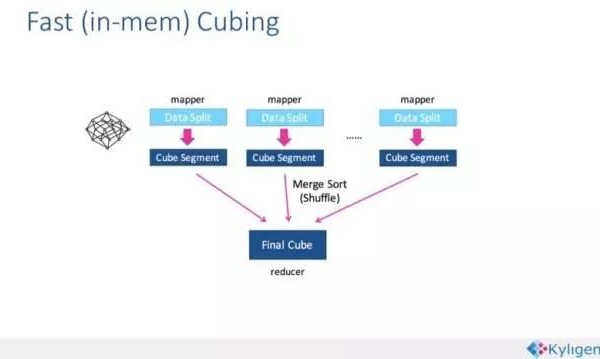 Fast (in-mem) Cubing
mapper mapper mapper
Data Split Data Split Data Split
......
Cube Segment Cube Segment Cube Segment
Merge Sort
(Shuffle)
Final Cube
reducer
Kyligen